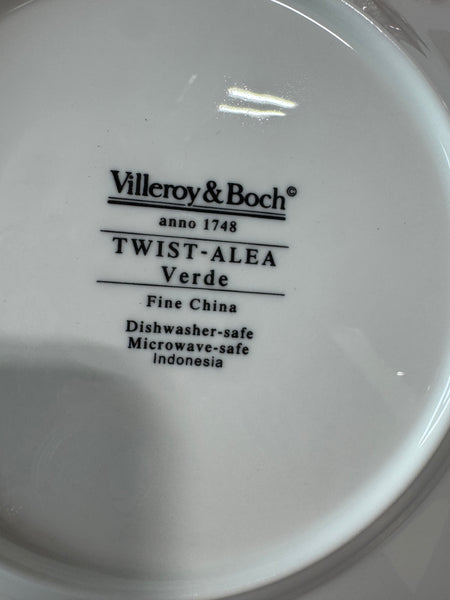 Villeroy & Boch©
anno 1748
TWIST-ALEA
Verde
Fine China
Dishwasher-safe
Microwave-safe
Indonesia